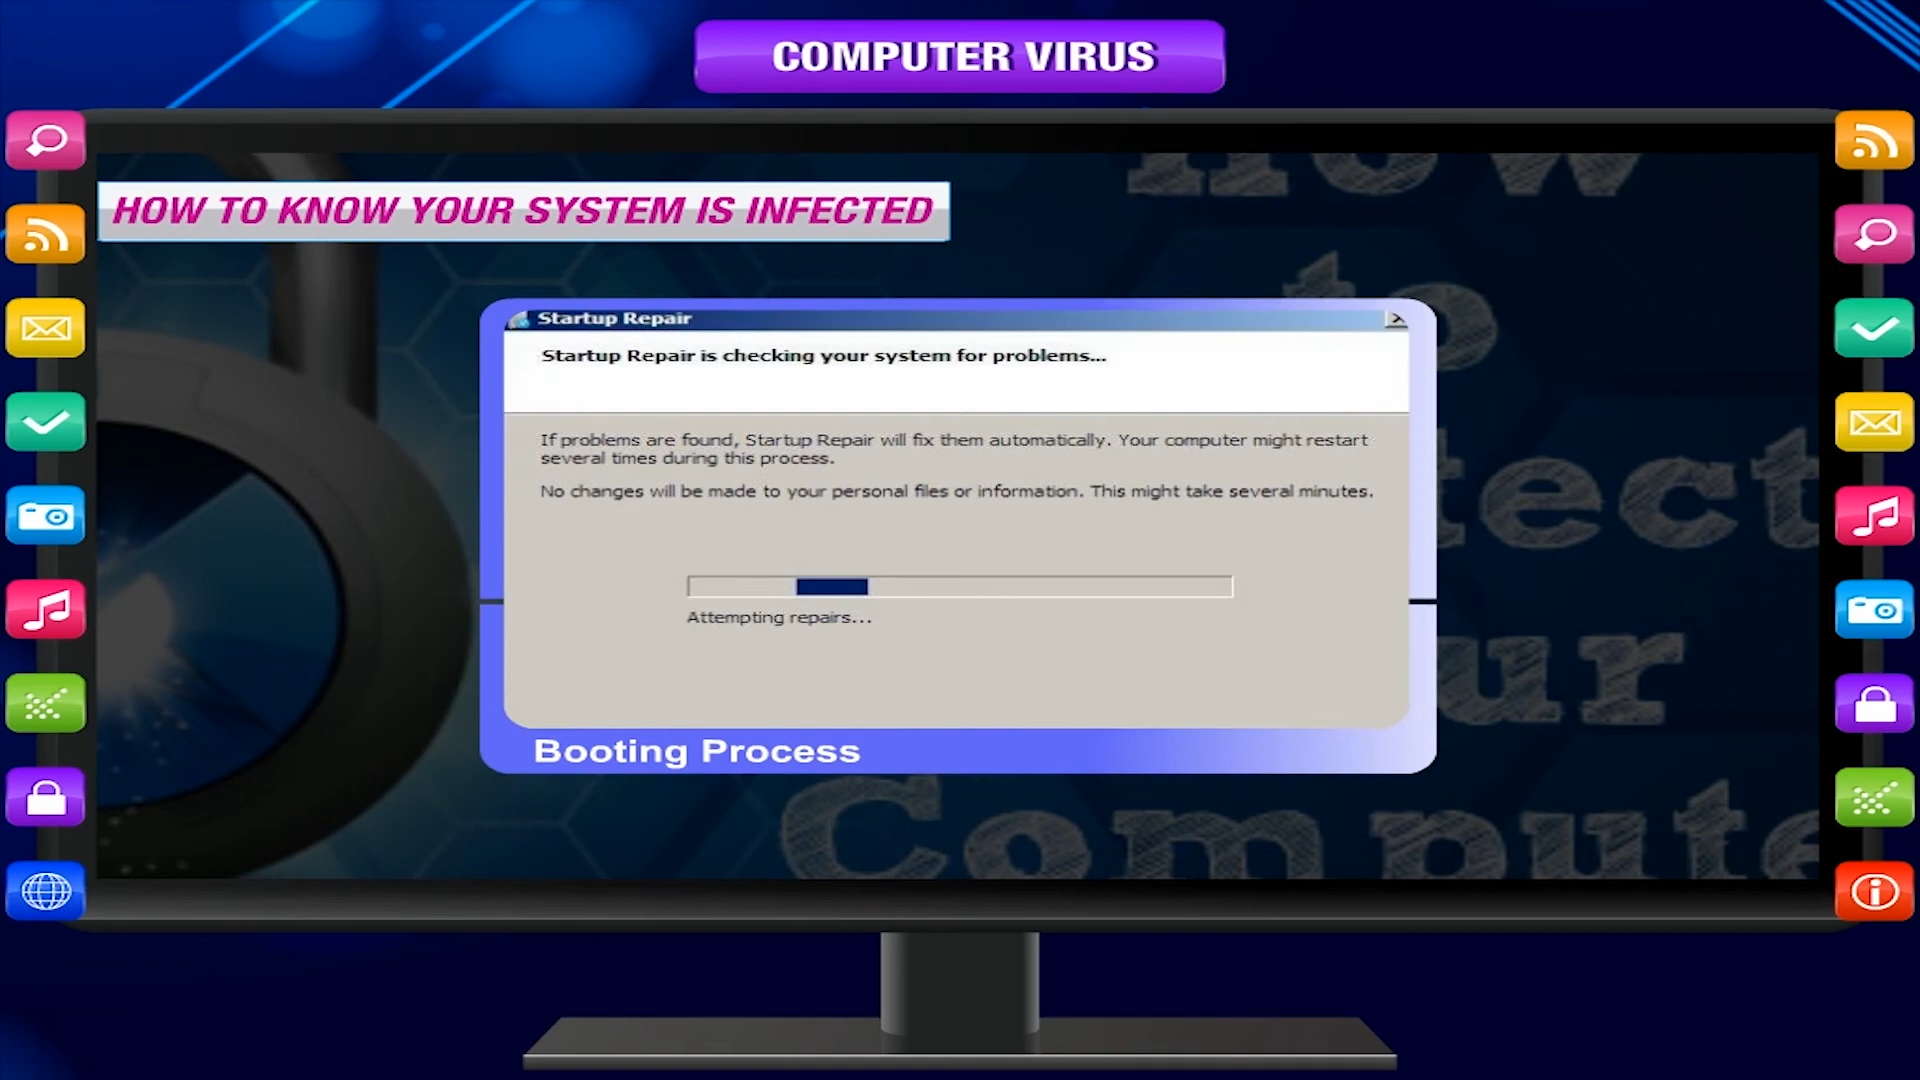 COMPUTER VIRUS
HOW TO KNOW YOUR SYSTEM IS INFECTED
How
to
Startup Repair
Startup Repair is checking your system for problems...
If problems are found, Startup Repair will fix them automatically. Your computer might restart
several times during this process.
No changes will be made to your personal files or information. This might take several minutes.
Attempting repairs...
Booting Process
Compute